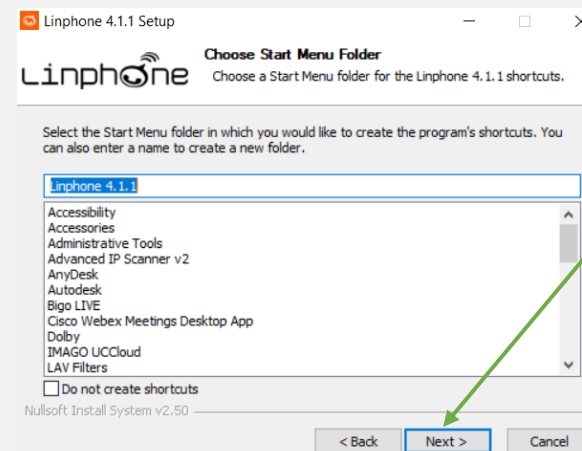 Linphone 4.1.1 Setup
Linphone
Choose Start Menu Folder
Choose a Start Menu folder for the Linphone 4.1.1 shortcuts.
Select the Start Menu folder in which you would like to create the program's shortcuts. You
can also enter a name to create a new folder.
Linphone 4.1.1
Accessibility
Accessories
Administrative Tools
Advanced IP Scanner v2
AnyDesk
Autodesk
Bigo LIVE
Cisco Webex Meetings Desktop App
Dolby
IMAGO UCCloud
LAV Filters
Do not create shortcuts
Nullsoft Install System v2.50
< Back
Next >
Cancel